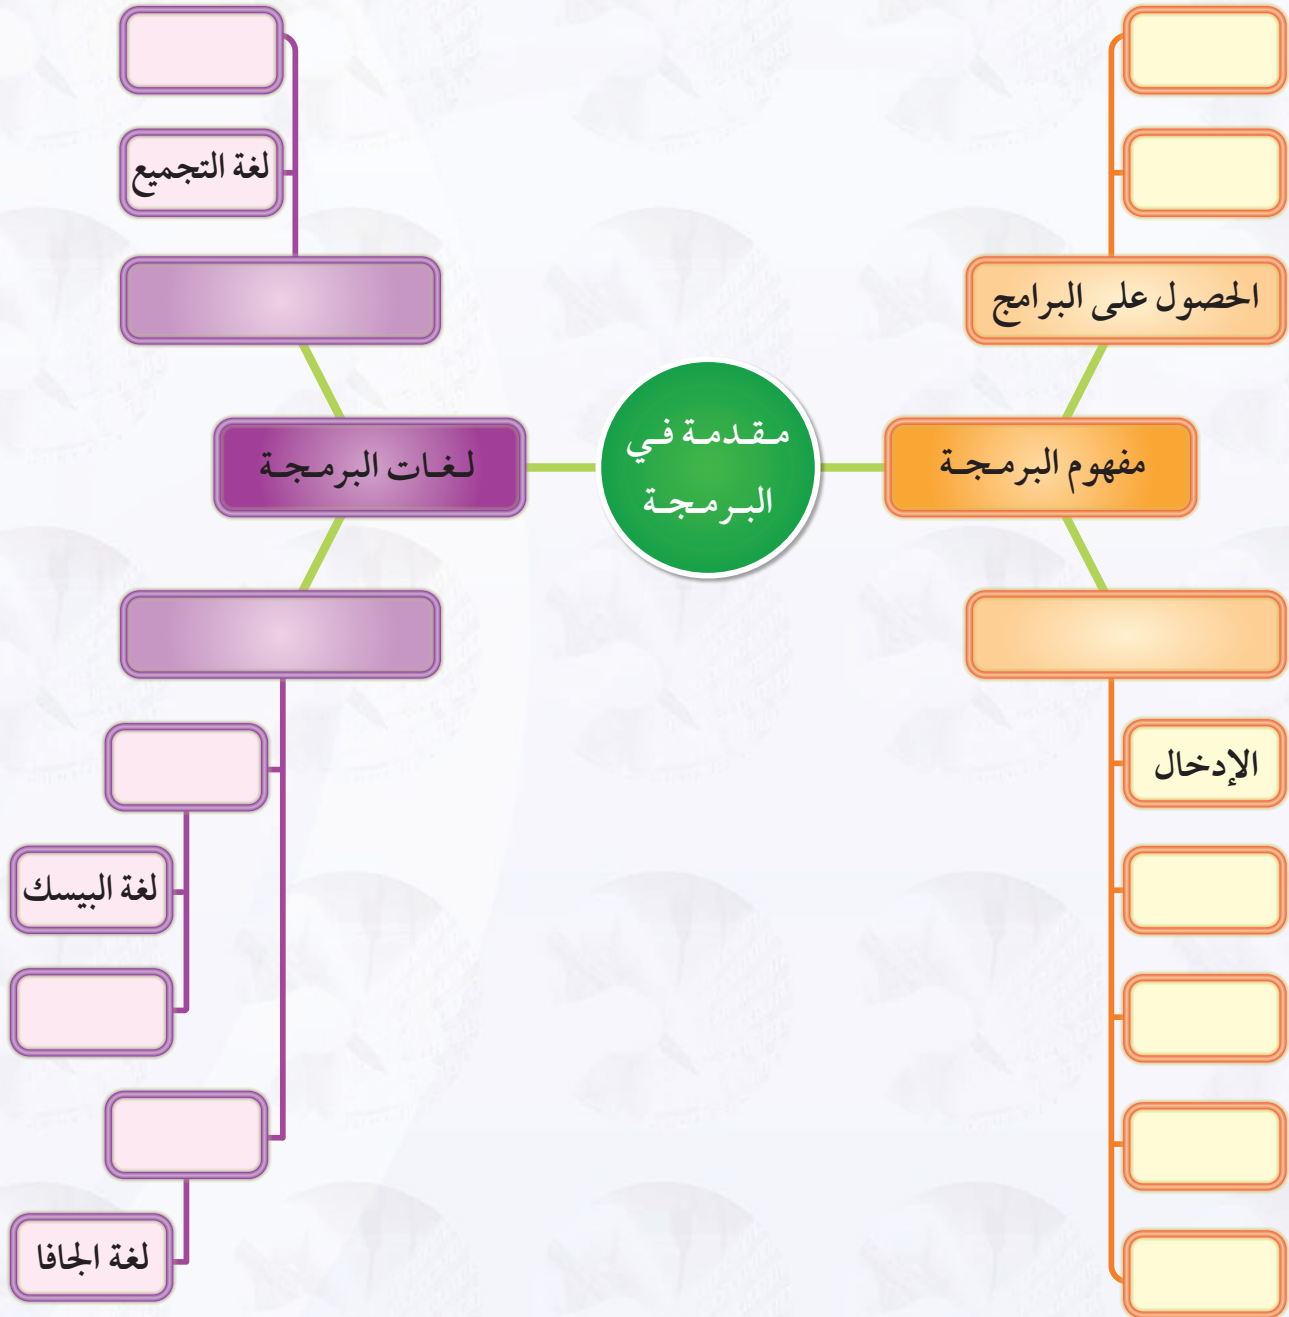 مقدمة في
البرمجة
مفهوم البرمجة
الحصول على البرامج
الإدخال
لغات البرمجة
لغة التجميع
لغة البيسك
لغة الجافا